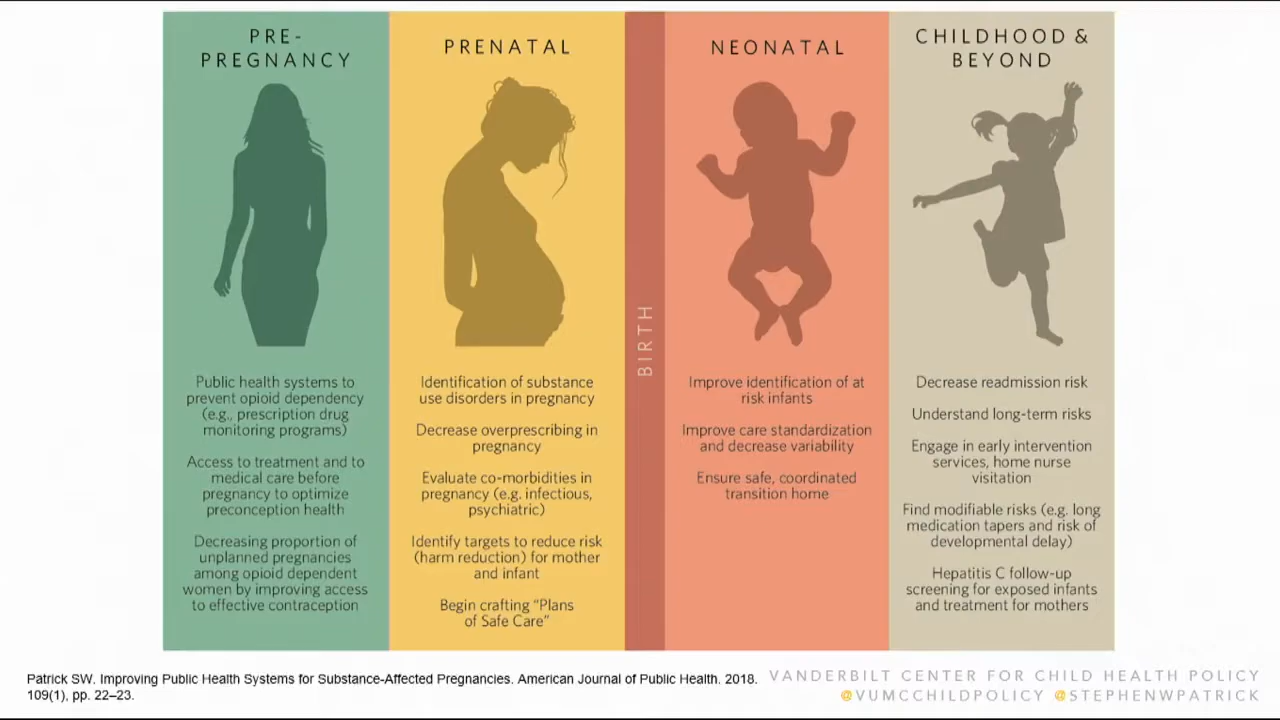 PRE-
PREGNANCY
Public health systems to
prevent opioid dependency
(e.g., prescription drug
monitoring programs)
Access to treatment and to
medical care before
pregnancy to optimize
preconception health
Decreasing proportion of
unplanned pregnancies
among opioid dependent
women by improving access
to effective contraception
PRENATAL
Identification of substance
use disorders in pregnancy
Decrease overprescribing in
pregnancy
Evaluate co-morbidities in
pregnancy (e.g. infectious,
psychiatric)
Identify targets to reduce risk
(harm reduction) for mother
and infant
Begin crafting “Plans
of Safe Care”
BIRTH
NEONATAL
Improve identification of at
risk infants
Improve care standardization
and decrease variability
Ensure safe, coordinated
transition home
CHILDHOOD &
BEYOND
Decrease readmission risk
Understand long-term risks
Engage in early intervention
services, home nurse
visitation
Find modifiable risks (e.g. long
medication tapers and risk of
developmental delay)
Hepatitis C follow-up
screening for exposed infants
and treatment for mothers
Patrick SW. Improving Public Health Systems for Substance-Affected Pregnancies. American Journal of Public Health. 2018.
109(1), pp. 22–23.
VANDERBILT CENTER FOR CHILD HEALTH POLICY
@VUMCCHILDPOLICY @STEPHENWPATRICK